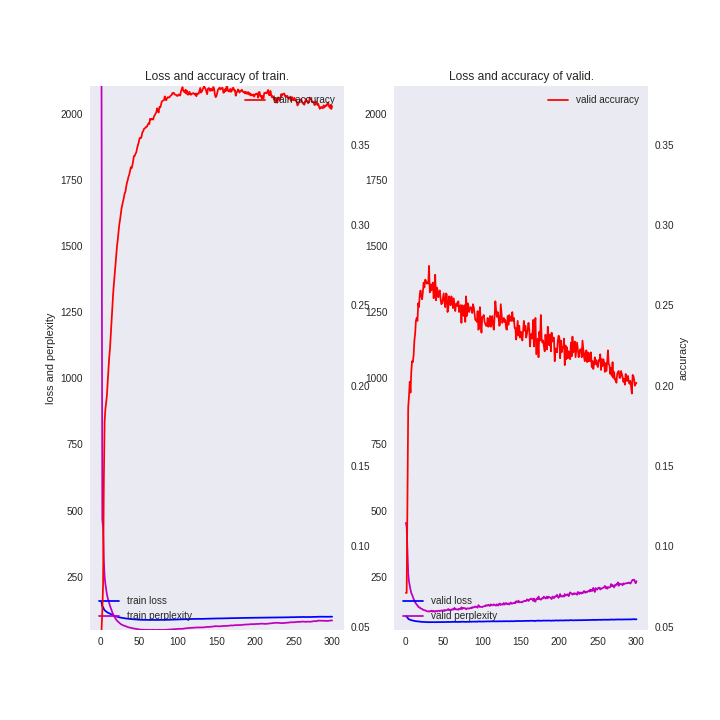 Loss and accuracy of train.
Loss and accuracy of valid.
train accuracy
valid accuracy
2000
1750
1500
1250
1000
750
500
250
0.35
0.30
0.25
0.20
0.15
0.10
0.05
2000
1750
1500
1250
1000
750
500
250
0.35
0.30
0.25
0.20
0.15
0.10
0.05
loss and perplexity
accuracy
train loss
train perplexity
valid loss
valid perplexity
0 50 100 150 200 250 300
0 50 100 150 200 250 300